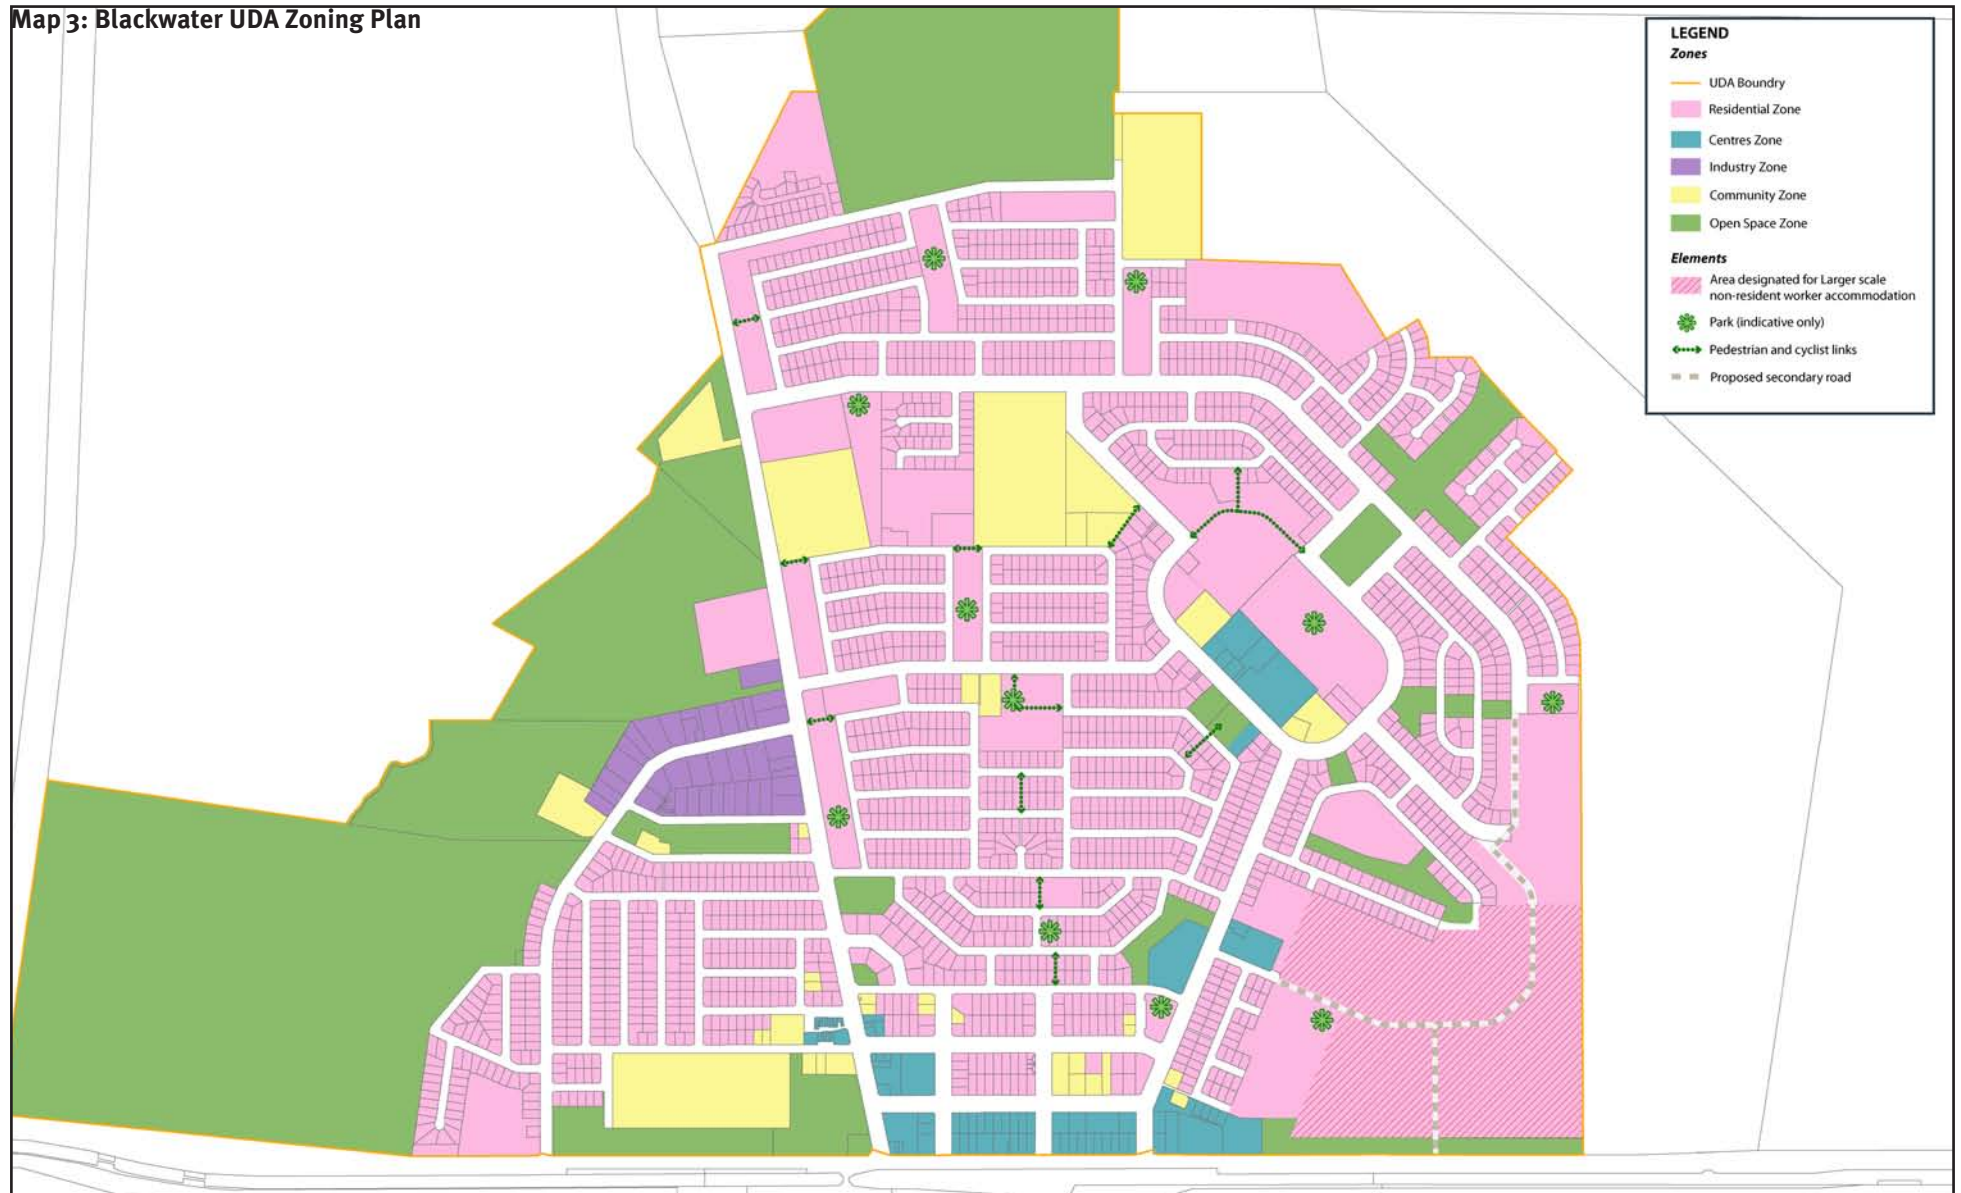 Map 3: Blackwater UDA Zoning Plan
LEGEND
Zones
UDA Boundry
Residential Zone
Centres Zone
Industry Zone
Community Zone
Open Space Zone
Elements
Area designated for Larger scale
non-resident worker accommodation
Park (indicative only)
Pedestrian and cyclist links
Proposed secondary road